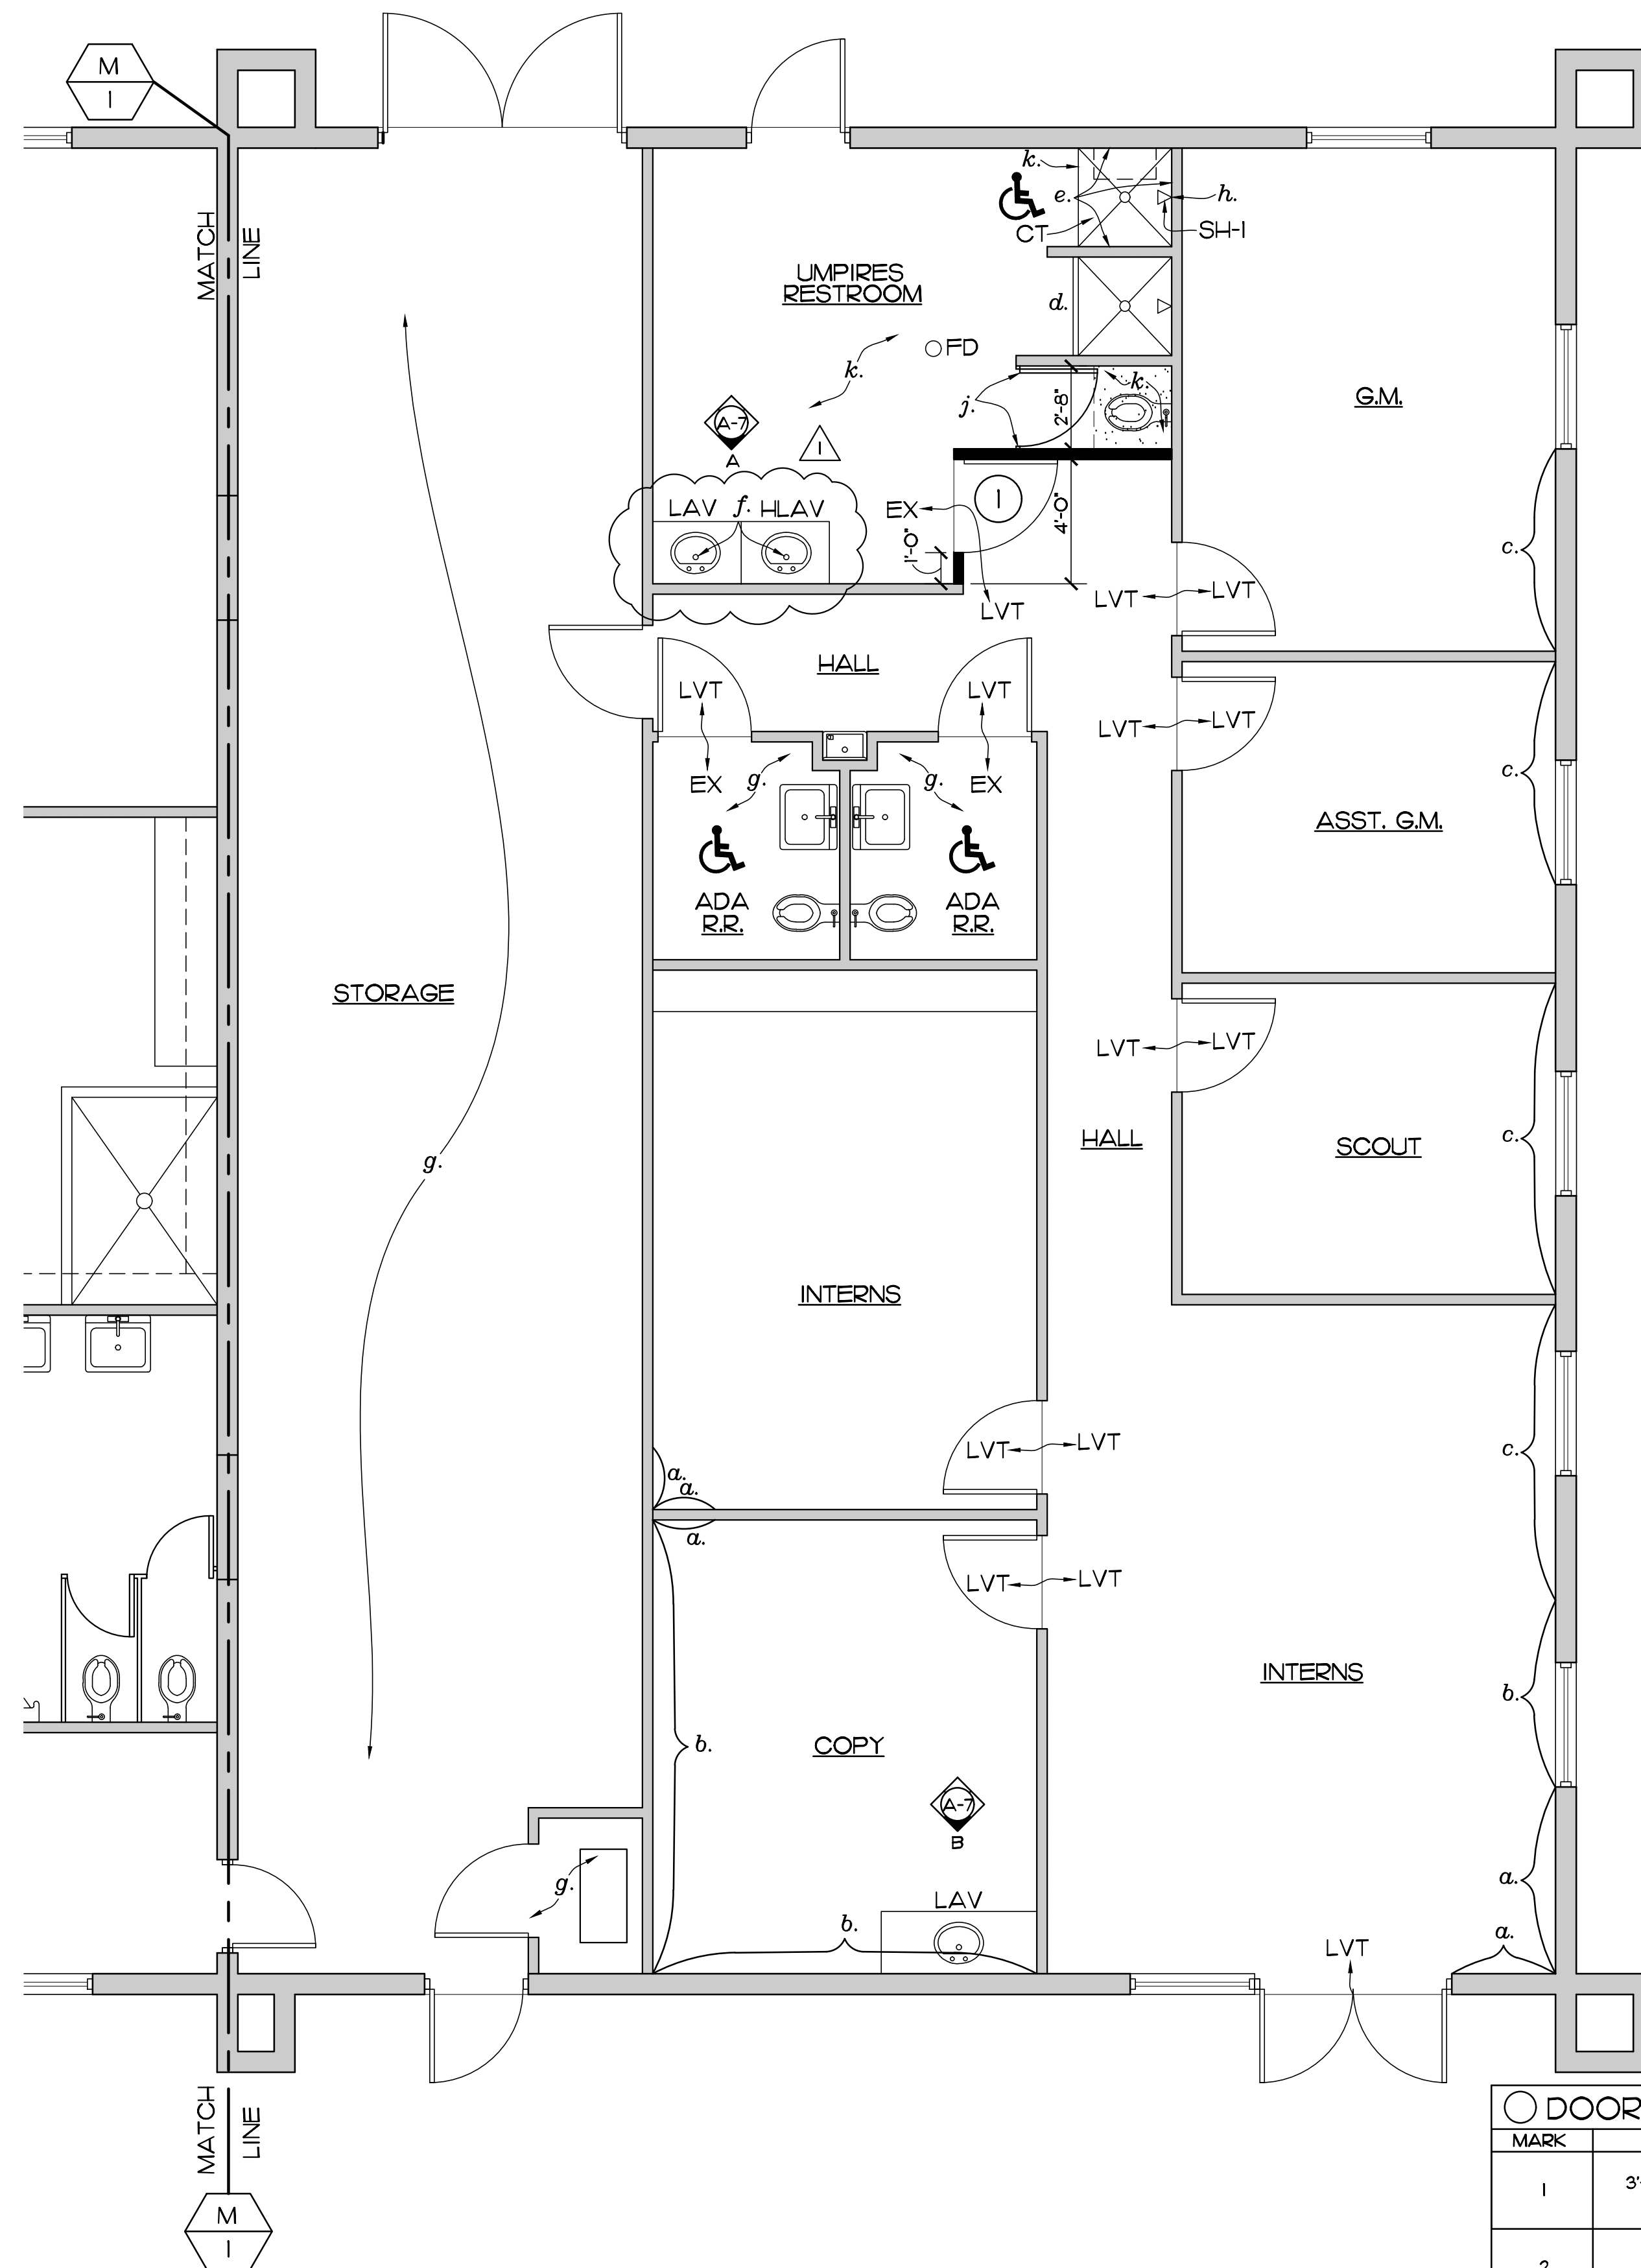 M
1
MATCH
LINE
k.
e.
h.
CT
SH-1
UMPIRES
RESTROOM
d.
FD
k.
k.
j.
2'-8"
G.M.
A-7
A
1
LAV
f.
HLAV
EX
1
4'-0"
1'-0"
c.
LVT
LVT
LVT
HALL
LVT
LVT
LVT
LVT
EX
g.
g.
EX
c.
ASST. G.M.
ADA
R.R.
ADA
R.R.
STORAGE
LVT
LVT
HALL
SCOUT
c.
g.
INTERNS
LVT
LVT
c.
a.
a.
a.
LVT
LVT
INTERNS
b.
COPY
b.
A-7
B
g.
LAV
b.
a.
a.
LVT
MATCH
LINE
DOOR
MARK
1
3'-
2
M
1